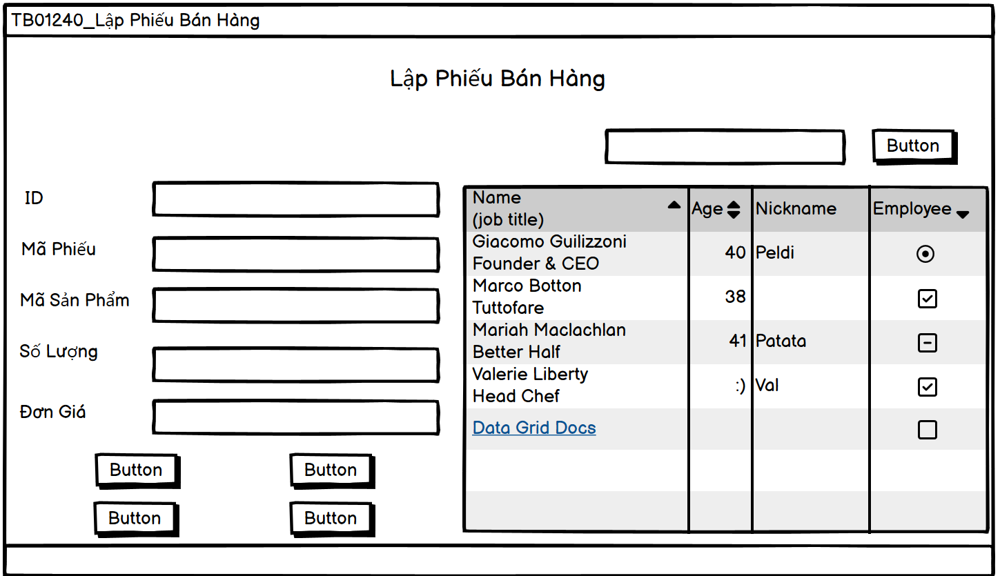 TB01240_Lập Phiếu Bán Hàng
Lập Phiếu Bán Hàng
Button
ID
Mã Phiếu
Mã Sản Phẩm
Số Lượng
Đơn Giá
Button Button
Button Button
Name
(job title) Age Nickname Employee
Giacomo Guilizzoni
Founder & CEO 40 Peldi
Marco Botton
Tuttofare 38
Mariah Maclachlan
Better Half 41 Patata
Valerie Liberty
Head Chef :) Val
Data Grid Docs